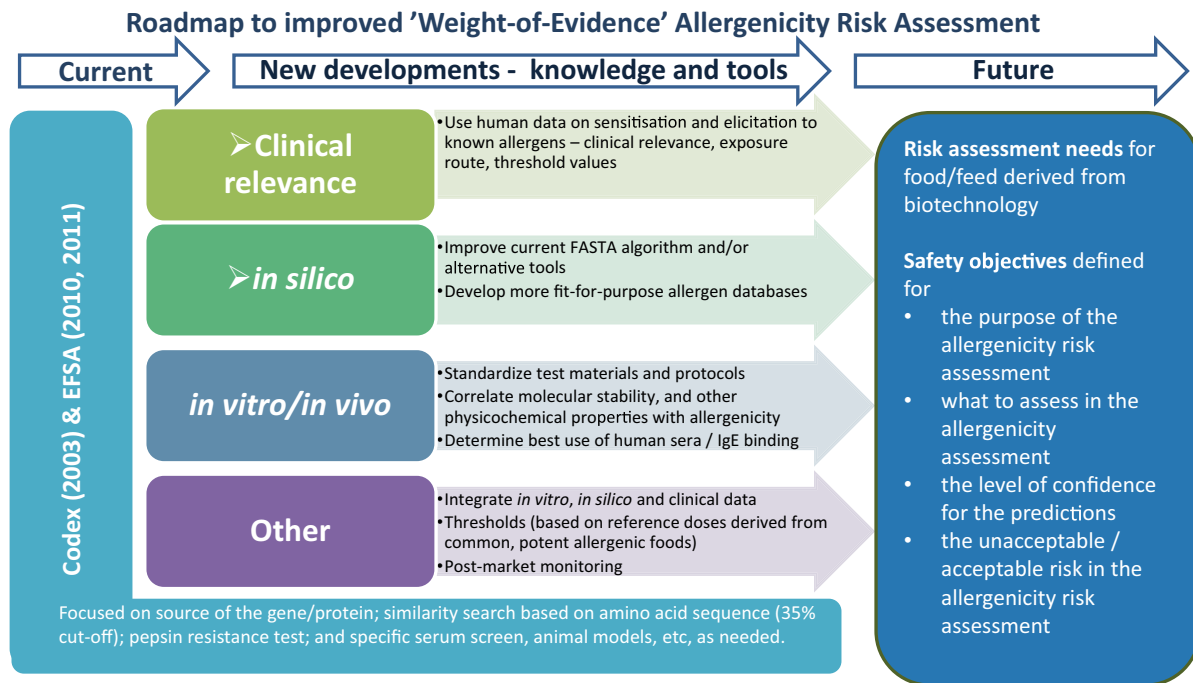 Roadmap to improved ’Weight-of-Evidence’ Allergenicity Risk Assessment
Current
New developments - knowledge and tools
Future
Codex (2003) & EFSA (2010, 2011)
➢Clinical
relevance
•Use human data on sensitisation and elicitation to
known allergens – clinical relevance, exposure
route, threshold values
➢in silico
•Improve current FASTA algorithm and/or
alternative tools
•Develop more fit-for-purpose allergen databases
in vitro/in vivo
•Standardize test materials and protocols
•Correlate molecular stability, and other
physicochemical properties with allergenicity
•Determine best use of human sera / IgE binding
Other
•Integrate in vitro, in silico and clinical data
•Thresholds (based on reference doses derived from
common, potent allergenic foods)
•Post-market monitoring
Focused on source of the gene/protein; similarity search based on amino acid sequence (35%
cut-off); pepsin resistance test; and specific serum screen, animal models, etc, as needed.
Risk assessment needs for
food/feed derived from
biotechnology
Safety objectives defined
for
• the purpose of the
allergenicity risk
assessment
• what to assess in the
allergenicity
assessment
• the level of confidence
for the predictions
• the unacceptable /
acceptable risk in the
allergenicity risk
assessment